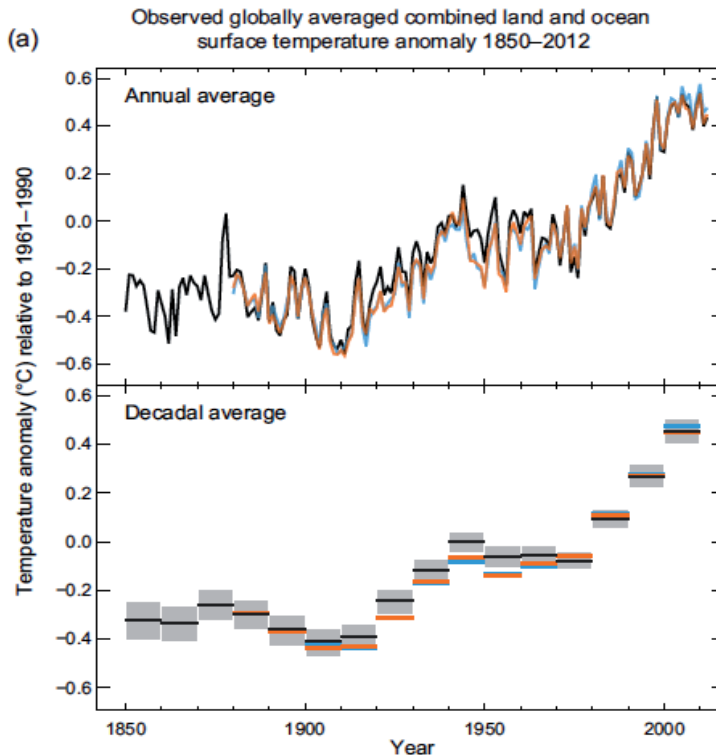 Observed globally averaged combined land and ocean
(a)
surface temperature anomaly 1850–2012
Temperature anomaly (°C) relative to 1961–1990
Annual average
0.6
0.4
0.2
0.0
−0.2
−0.4
−0.6
Decadal average
0.6
0.4
0.2
0.0
−0.2
−0.4
−0.6
1850 1900 1950 2000
Year